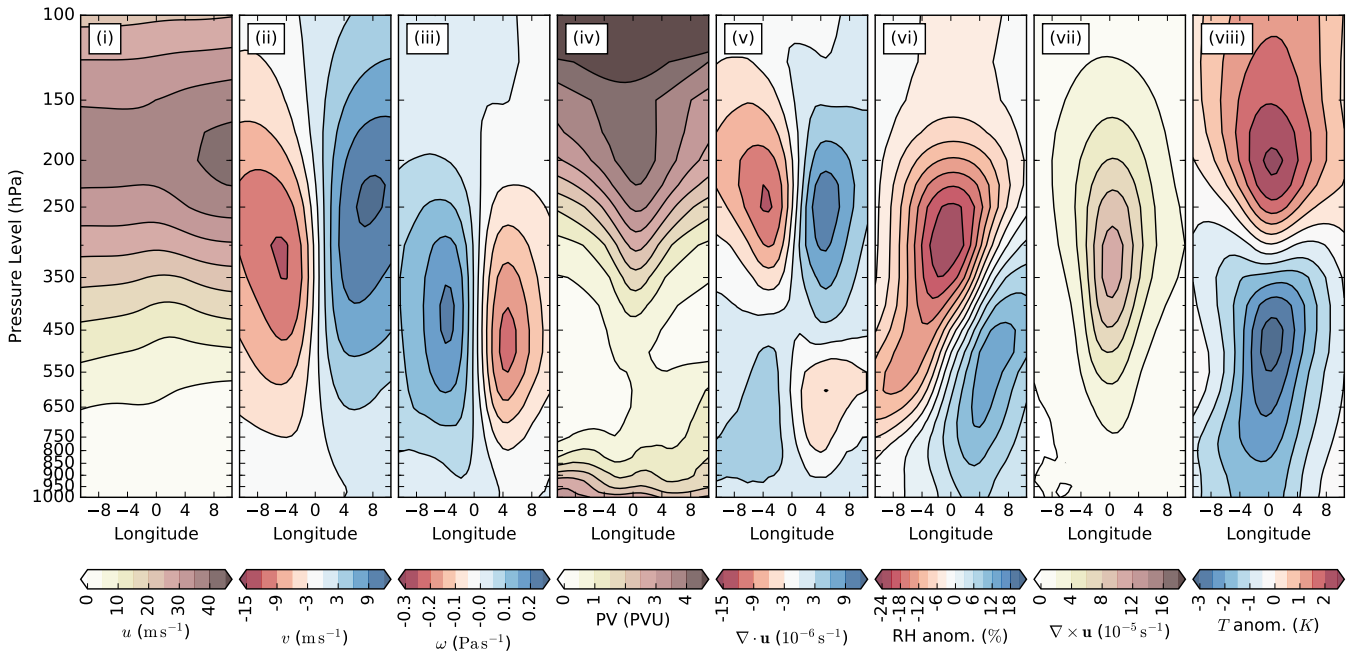 (i) (ii) (iii) (iv) (v) (vi) (vii) (viii)
Pressure Level (hPa)
100
150
200
250
350
450
550
650
750
800
850
900
950
1000
100
−8 −4 0 4 8 −8 −4 0 4 8 −8 −4 0 4 8 −8 −4 0 4 8 −8 −4 0 4 8 −8 −4 0 4 8 −8 −4 0 4 8 −8 −4 0 4 8
Longitude Longitude Longitude Longitude Longitude Longitude Longitude Longitude
0 10 20 30 40
u (m s⁻¹)
-15 -9 -3 3 9
v (m s⁻¹)
-0.3 -0.2 -0.1 -0.0 0.1 0.2
ω (Pa s⁻¹)
0 1 2 3 4
PV (PVU)
-15 -9 -3 3 9
∇ · u (10⁻⁶ s⁻¹)
-24 -18 -12 -6 0 6 12 18
RH anom. (%)
0 4 8 12 16
∇ × u (10⁻⁵ s⁻¹)
-3 -2 -1 0 1 2
T anom. (K)